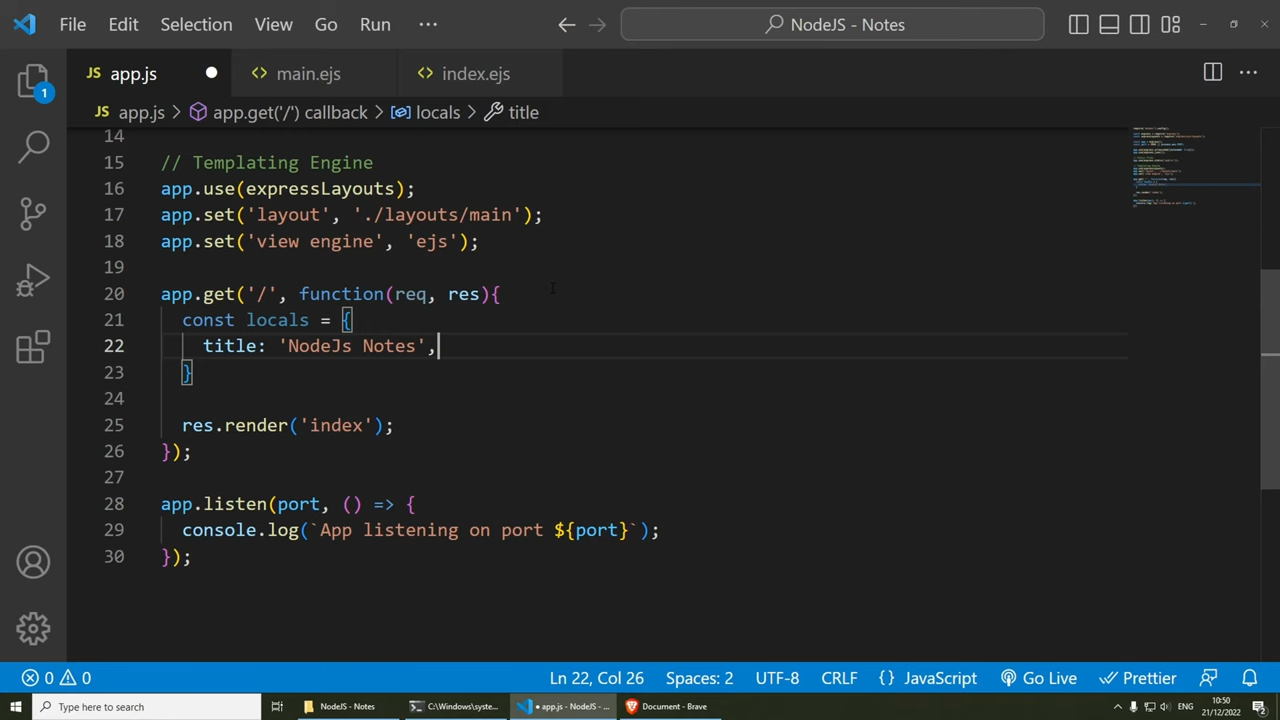 File Edit View Go Run ··· NodeJS - Notes
JS app.js main.ejs index.ejs
JS app.js > app.get('/') callback > locals > title
1
14
15 // Templating Engine
16 app.use(expressLayouts);
17 app.set('layout', './layouts/main');
18 app.set('view engine', 'ejs');
19
20 app.get('/', function(req, res){
21 const locals = {
22 title: 'NodeJs Notes',
23 }
24
25 res.render('index');
26 });
27
28 app.listen(port, () => {
29 console.log(`App listening on port ${port}`);
30 });
0 0 Ln 22, Col 26 Spaces: 2 UTF-8 CRLF {} JavaScript Go Live Prettier
Type here to search NodeJS - Notes C:\Windows\syste... • app.js - NodeJS - ... Document - Brave ENG 10:50
21/12/2022 2